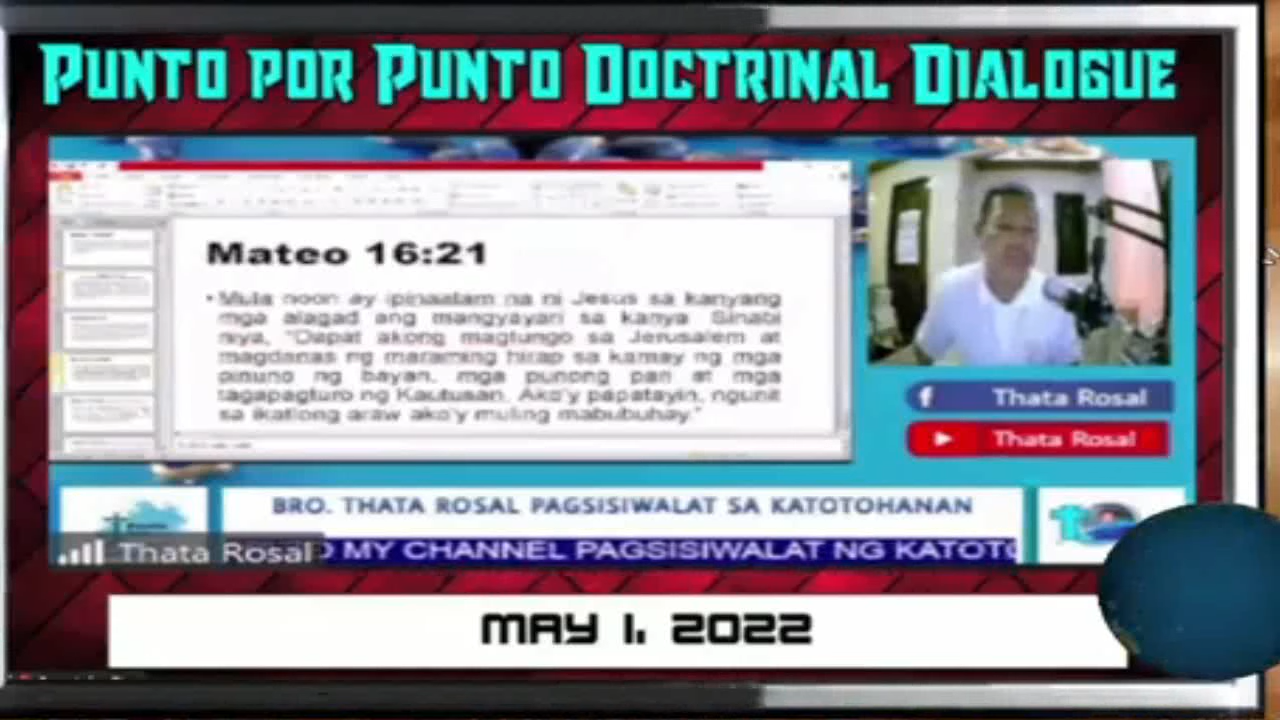 PUNTO POR PUNTO DOCTRINAL DIALOGUE
Mateo 16:21
• Mula noon ay ipinaalam na ni Jesus sa kanyang
mga alagad ang mangyayari sa kanya. Sinabi
niya, "Dapat akong magtungo sa Jerusalem at
magdanas ng maraming hirap sa kamay ng mga
pinuno ng bayan, mga punong pari at mga
tagapagturo ng Kautusan. Ako'y papatayin, ngunit
sa ikatlong araw ako'y muling mabubuhay."
f Thata Rosal
Thata Rosal
BRO. THATA ROSAL PAGSISIWALAT SA KATOTOHANAN
Thata Rosal
O MY CHANNEL PAGSISIWALAT NG KATOTO
MAY 1, 2022